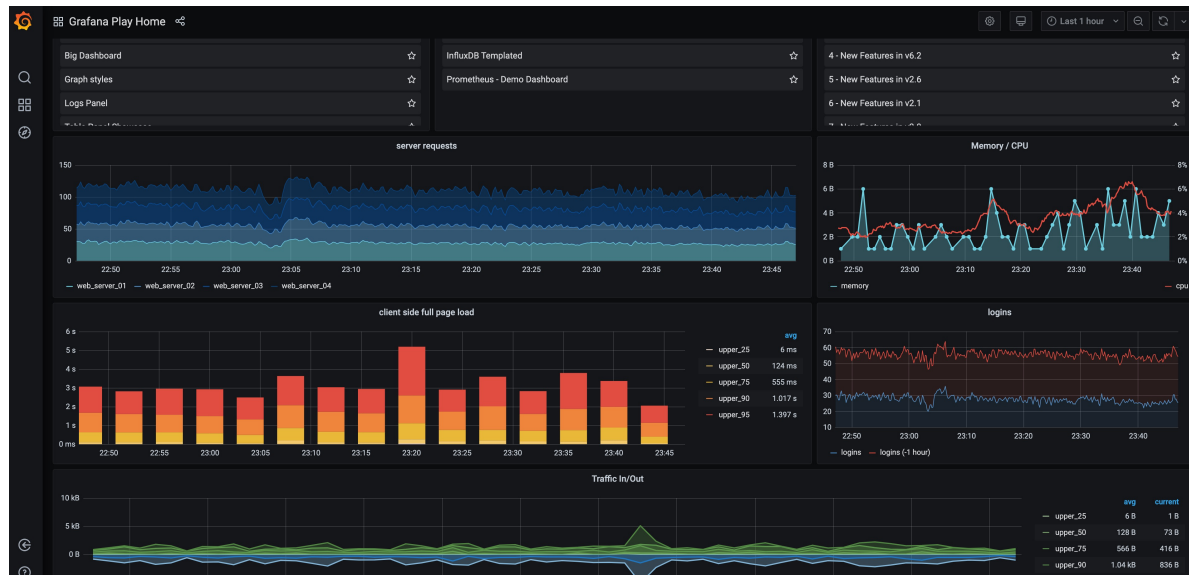 Grafana Play Home
Last 1 hour
Big Dashboard
Graph styles
Logs Panel
InfluxDB Templated
Prometheus - Demo Dashboard
4 - New Features in v6.2
5 - New Features in v2.6
6 - New Features in v2.1
server requests
150
100
50
0
22:50 22:55 23:00 23:05 23:10 23:15 23:20 23:25 23:30 23:35 23:40 23:45
web_server_01 web_server_02 web_server_03 web_server_04
Memory / CPU
8 B 8%
6 B 6%
4 B 4%
2 B 2%
0 B 0%
22:50 23:00 23:10 23:20 23:30 23:40
memory cpu
client side full page load
6 s
5 s
4 s
3 s
2 s
1 s
0 ms
22:50 22:55 23:00 23:05 23:10 23:15 23:20 23:25 23:30 23:35 23:40 23:45
avg
upper_25 6 ms
upper_50 124 ms
upper_75 555 ms
upper_90 1.017 s
upper_95 1.397 s
logins
70
60
50
40
30
20
10
22:50 23:00 23:10 23:20 23:30 23:40
logins logins (-1 hour)
Traffic In/Out
10 kB
5 kB
0 B
avg current
upper_25 6 B 1 B
upper_50 128 B 73 B
upper_75 566 B 416 B
upper_90 1.04 kB 836 B